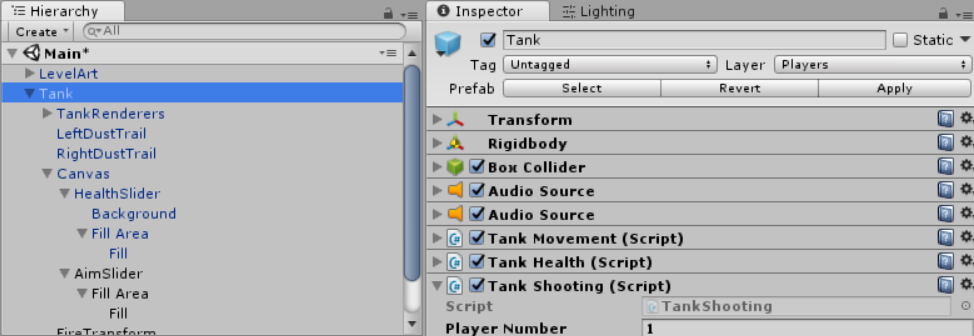 Hierarchy
Create All
Main*
LevelArt
Tank
TankRenderers
LeftDustTrail
RightDustTrail
Canvas
HealthSlider
Background
Fill Area
Fill
AimSlider
Fill Area
Fill
FireTransform
Inspector Lighting
Tank Static
Tag Untagged Layer Players
Prefab Select Revert Apply
Transform
Rigidbody
Box Collider
Audio Source
Audio Source
Tank Movement (Script)
Tank Health (Script)
Tank Shooting (Script)
Script TankShooting
Player Number 1